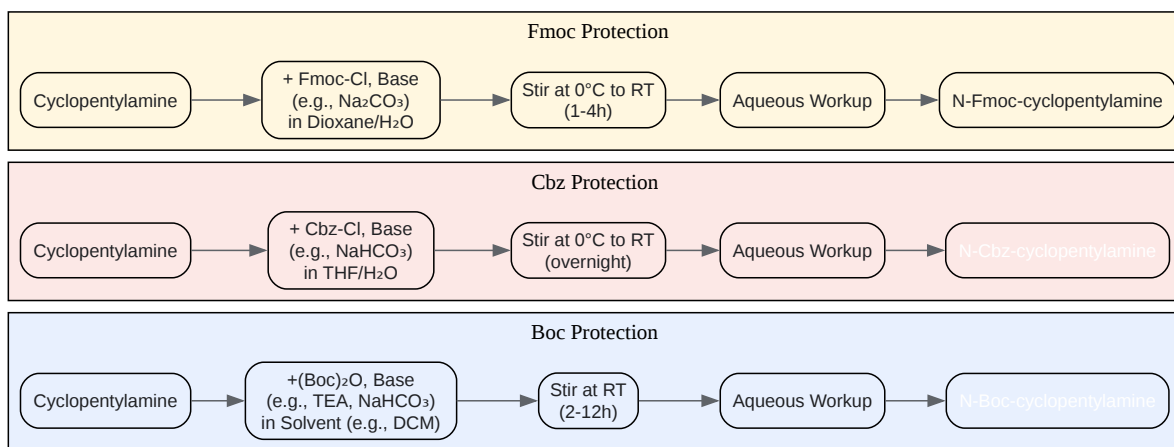 Fmoc Protection
Cyclopentylamine
+ Fmoc-Cl, Base
(e.g., Na₂CO₃)
in Dioxane/H₂O
Stir at 0°C to RT
(1-4h)
Aqueous Workup
N-Fmoc-cyclopentylamine
Cbz Protection
Cyclopentylamine
+ Cbz-Cl, Base
(e.g., NaHCO₃)
in THF/H₂O
Stir at 0°C to RT
(overnight)
Aqueous Workup
N-Cbz-cyclopentylamine
Boc Protection
Cyclopentylamine
+(Boc)₂O, Base
(e.g., TEA, NaHCO₃)
in Solvent (e.g., DCM)
Stir at RT
(2-12h)
Aqueous Workup
N-Boc-cyclopentylamine